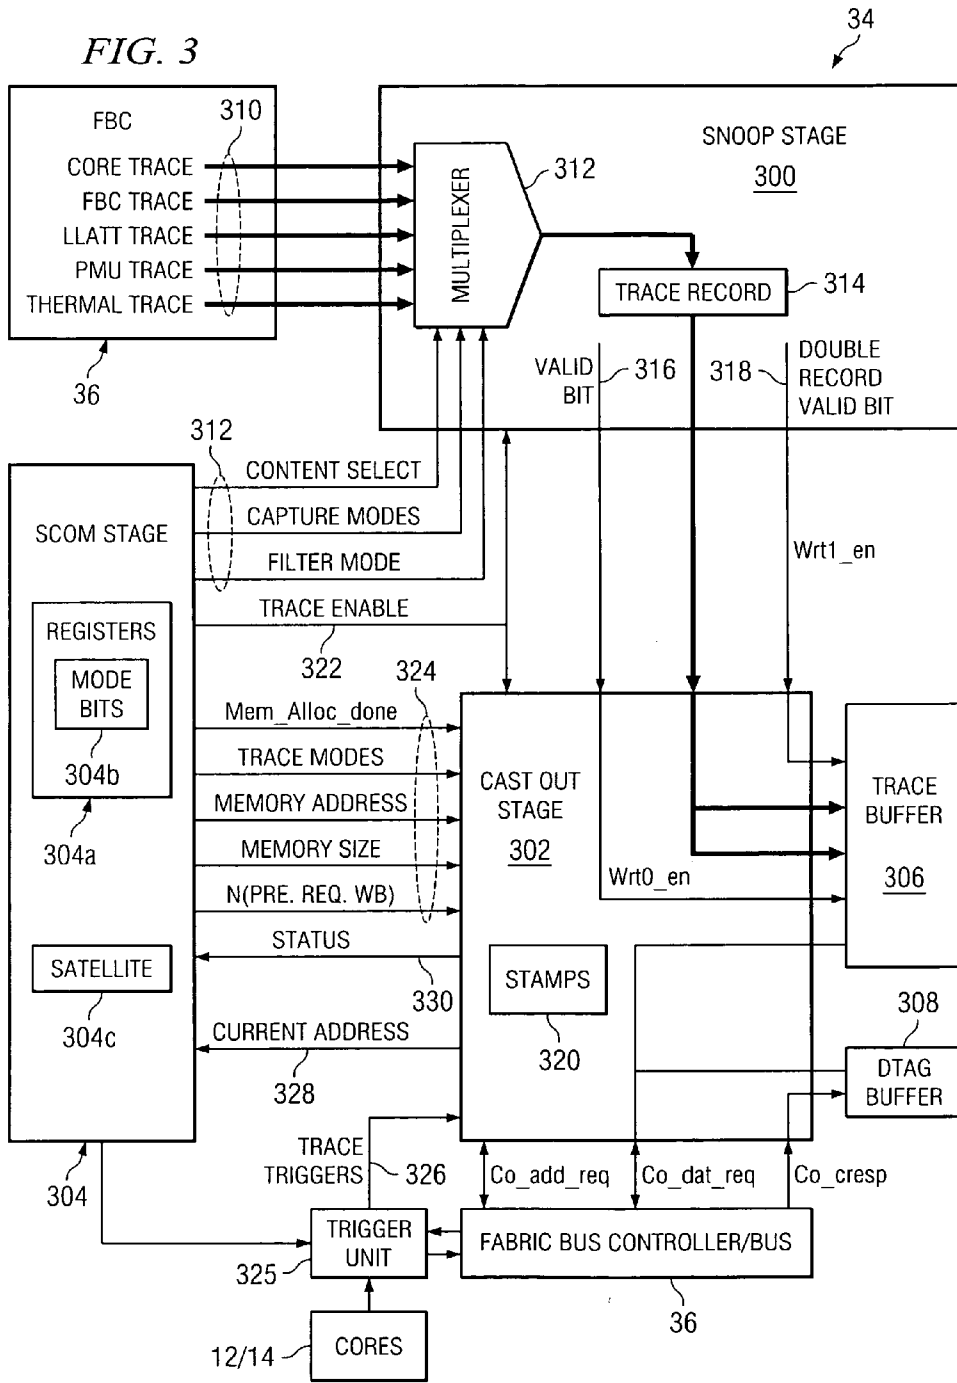 34
FIG. 3
FBC
310
CORE TRACE
FBC TRACE
LLATT TRACE
PMU TRACE
THERMAL TRACE
36
SNOOP STAGE
300
MULTIPLEXER
312
TRACE RECORD
314
VALID
BIT
316
318
DOUBLE
RECORD
VALID BIT
312
CONTENT SELECT
CAPTURE MODES
FILTER MODE
TRACE ENABLE
322
324
SCOM STAGE
REGISTERS
MODE
BITS
304b
304a
SATELLITE
304c
304
Mem_Alloc_done
TRACE MODES
MEMORY ADDRESS
MEMORY SIZE
N(PRE. REQ. WB)
STATUS
330
CURRENT ADDRESS
328
Wrt1_en
CAST OUT
STAGE
302
Wrt0_en
STAMPS
320
TRACE
BUFFER
306
308
DTAG
BUFFER
TRACE
TRIGGERS
326
Co_add_req
Co_dat_req
Co_cresp
TRIGGER
UNIT
325
FABRIC BUS CONTROLLER/BUS
36
CORES
12/14